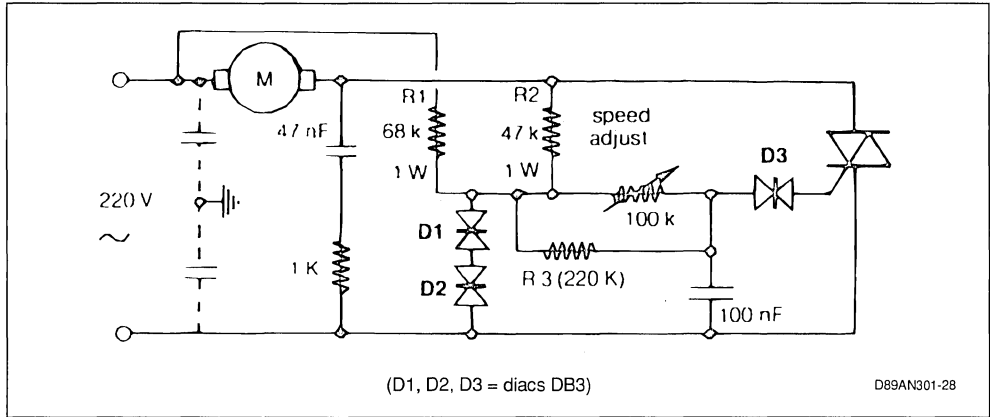 M
R1
68 k
1 W
R2
47 k
1 W
speed
adjust
47 nF
D3
220 V
100 k
D1
1 K
R 3 (220 K)
D2
100 nF
(D1, D2, D3 = diacs DB3)
D89AN301-28